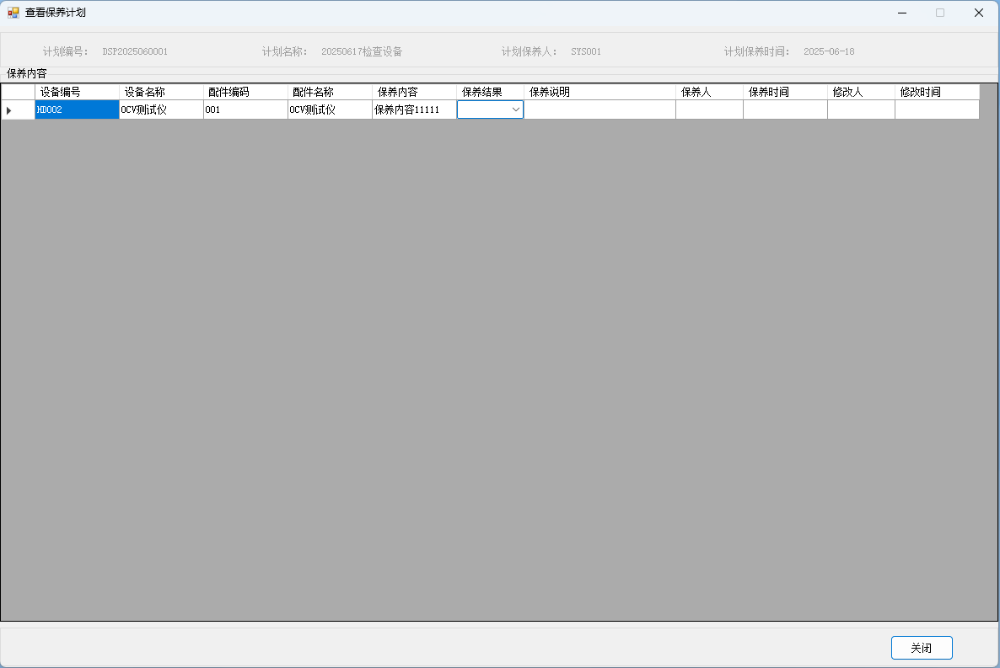 查看保养计划
计划编号: DSP2025060001 计划名称: 20250617检查设备 计划保养人: SYS001 计划保养时间: 2025-06-18
保养内容
设备编号 设备名称 配件编码 配件名称 保养内容 保养结果 保养说明 保养人 保养时间 修改人 修改时间
HD002 OCV测试仪 001 OCV测试仪 保养内容11111
关闭